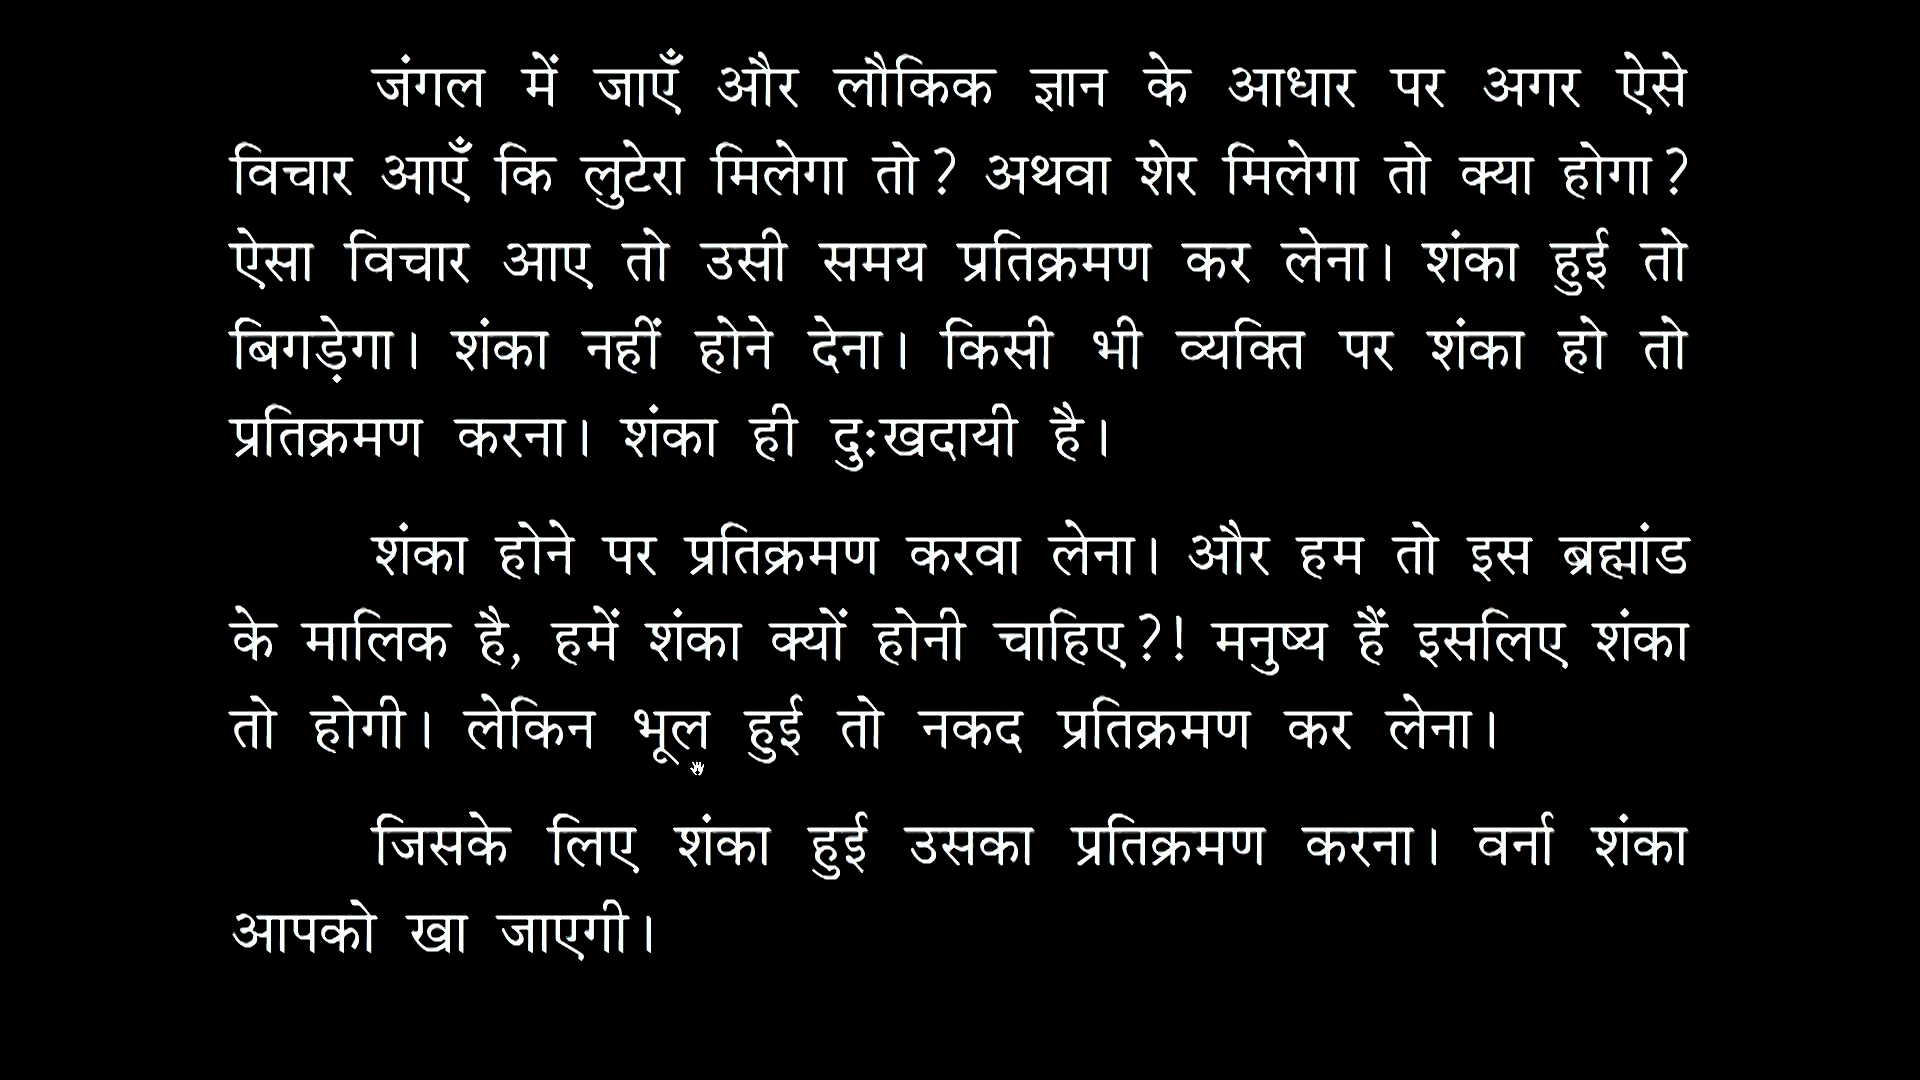 जंगल में जाएँ और लौकिक ज्ञान के आधार पर अगर ऐसे
विचार आएँ कि लुटेरा मिलेगा तो? अथवा शेर मिलेगा तो क्या होगा?
ऐसा विचार आए तो उसी समय प्रतिक्रमण कर लेना। शंका हुई तो
बिगड़ेगा। शंका नहीं होने देना। किसी भी व्यक्ति पर शंका हो तो
प्रतिक्रमण करना। शंका ही दुःखदायी है।
शंका होने पर प्रतिक्रमण करवा लेना। और हम तो इस ब्रह्मांड
के मालिक है, हमें शंका क्यों होनी चाहिए?! मनुष्य हैं इसलिए शंका
तो होगी। लेकिन भूल हुई तो नकद प्रतिक्रमण कर लेना।
जिसके लिए शंका हुई उसका प्रतिक्रमण करना। वर्ना शंका
आपको खा जाएगी।